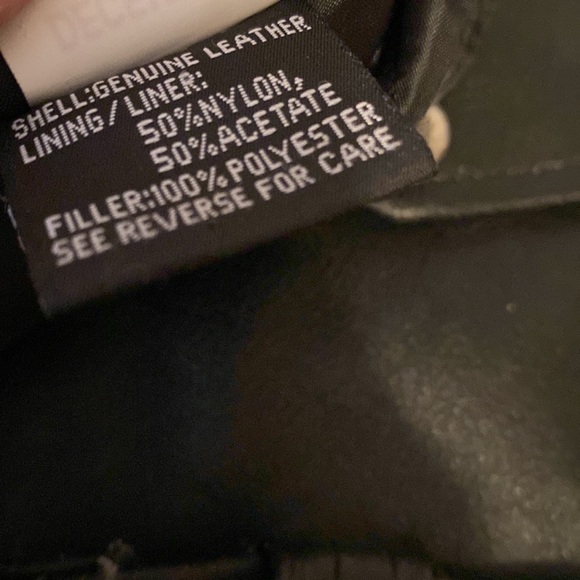 SHELL:GENUINE LEATHER
LINING/LINER:
50%NYLON,
50%ACETATE
FILLER:100%POLYESTER
SEE REVERSE FOR CARE